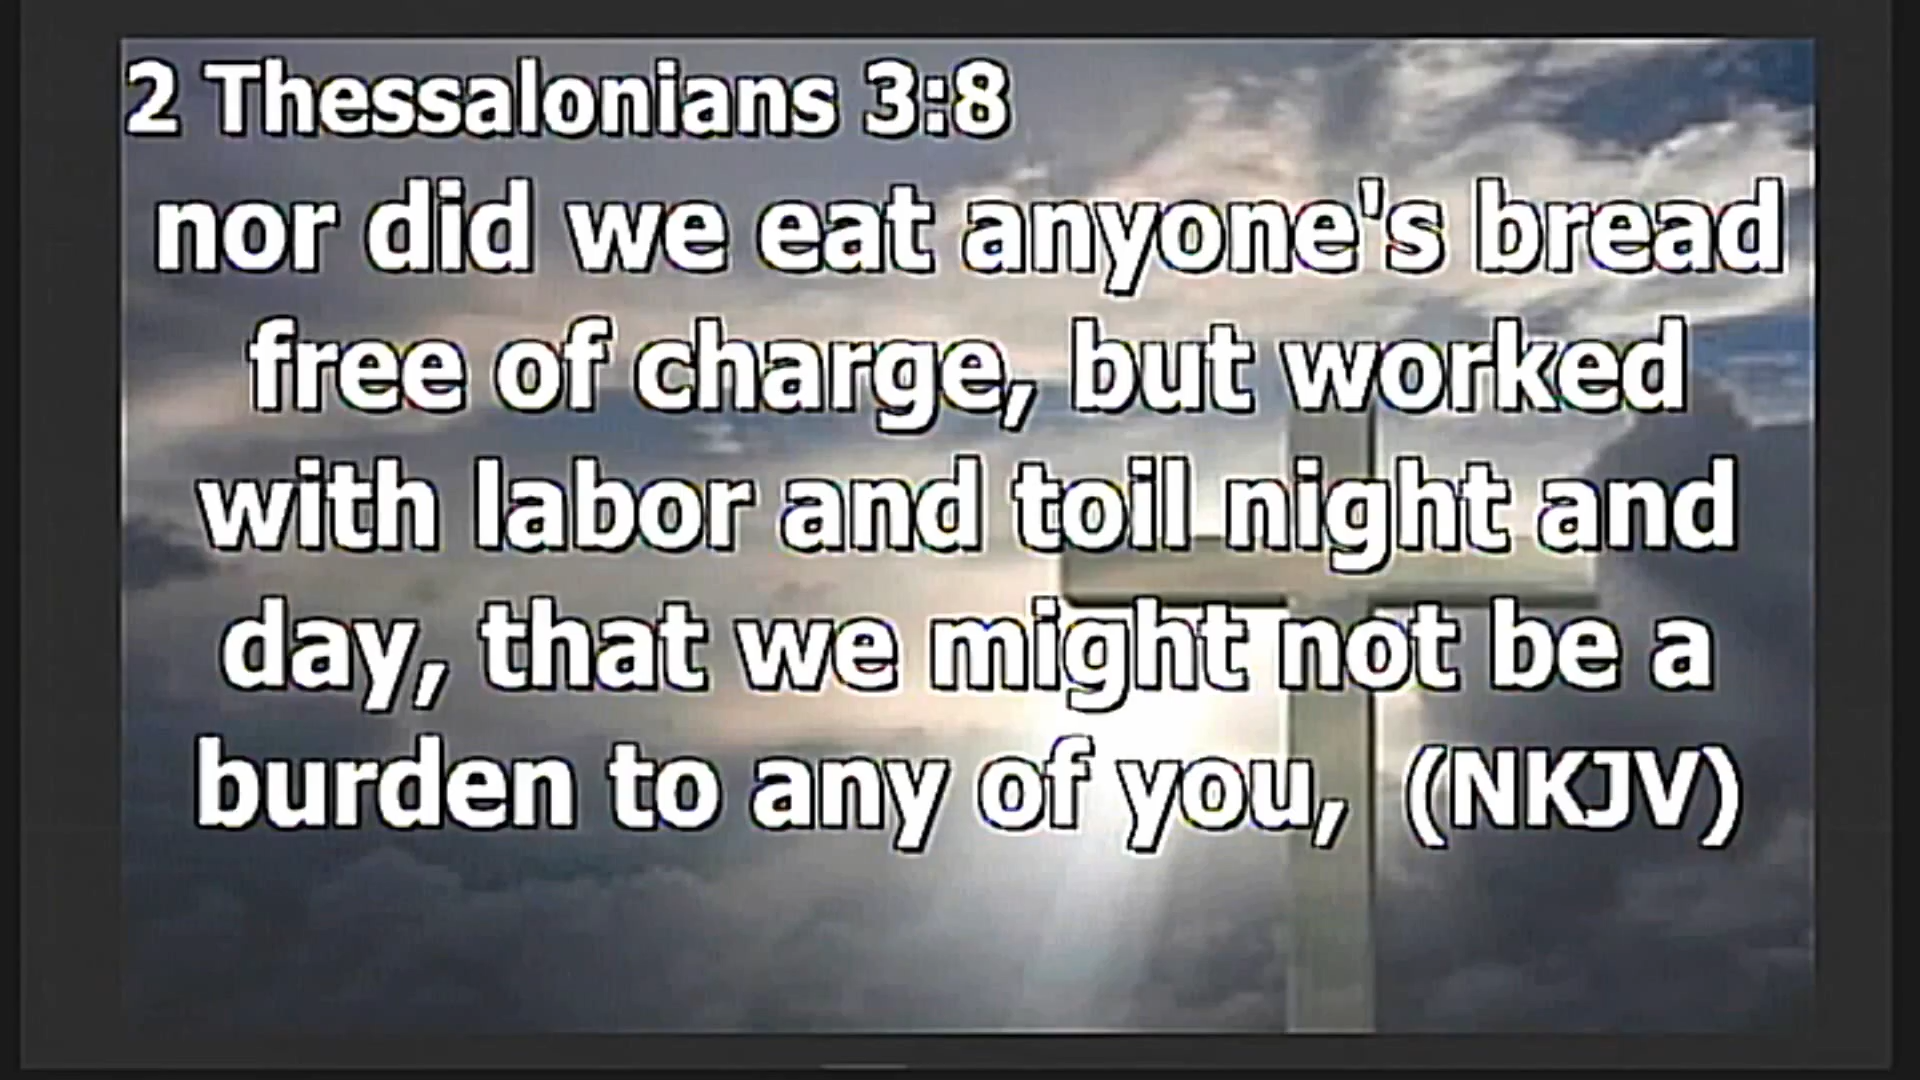 2 Thessalonians 3:8
nor did we eat anyone's bread
free of charge, but worked
with labor and toil night and
day, that we might not be a
burden to any of you, (NKJV)